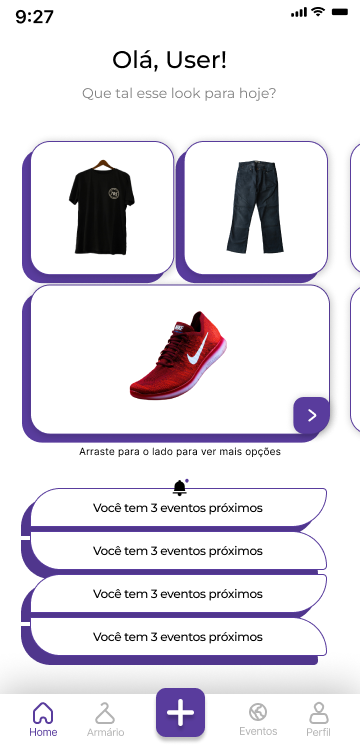 9:27
Olá, User!
Que tal esse look para hoje?
Arraste para o lado para ver mais opções
Você tem 3 eventos próximos
Você tem 3 eventos próximos
Você tem 3 eventos próximos
Você tem 3 eventos próximos
Home
Armário
Eventos
Perfil